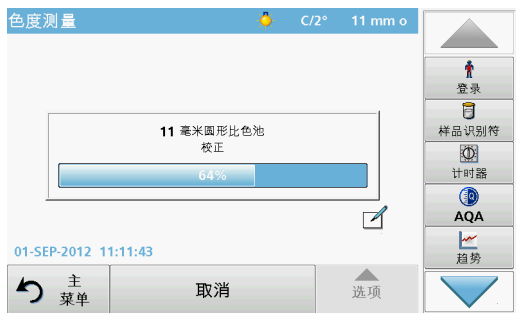 色度测量 C/2° 11 mm o
登录
样品识别符
计时器
AQA
趋势
11 毫米圆形比色池
校正
64%
01-SEP-2012 11:11:43
主
菜单
取消
选项